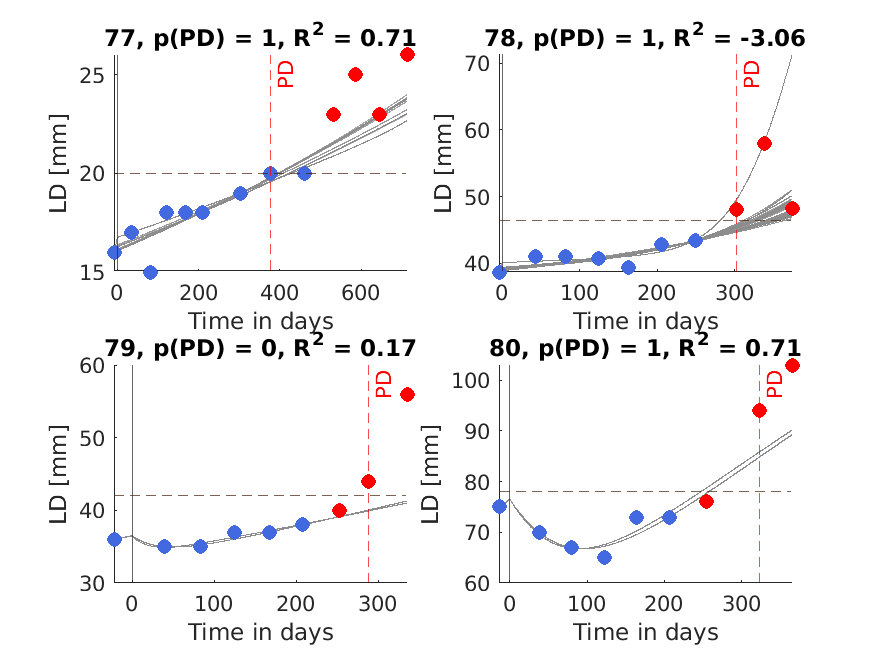 77, p(PD) = 1, R² = 0.71
LD [mm]
25
20
15
PD
0 200 400 600
Time in days
78, p(PD) = 1, R² = -3.06
LD [mm]
70
60
50
40
PD
0 100 200 300
Time in days
79, p(PD) = 0, R² = 0.17
LD [mm]
60
50
40
30
PD
0 100 200 300
Time in days
80, p(PD) = 1, R² = 0.71
LD [mm]
100
90
80
70
60
PD
0 100 200 300
Time in days